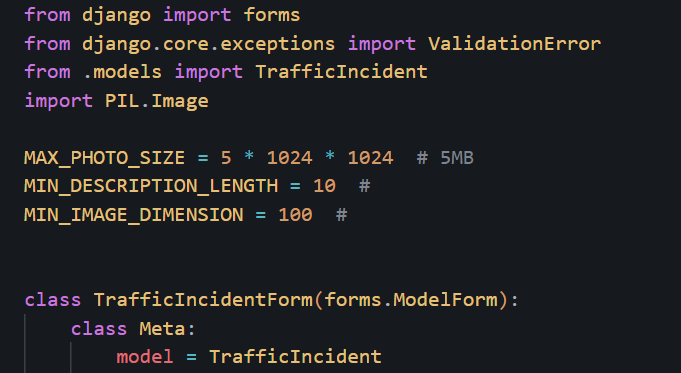 from django import forms
from django.core.exceptions import ValidationError
from .models import TrafficIncident
import PIL.Image
MAX_PHOTO_SIZE = 5 * 1024 * 1024  # 5MB
MIN_DESCRIPTION_LENGTH = 10  #
MIN_IMAGE_DIMENSION = 100  #
class TrafficIncidentForm(forms.ModelForm):
    class Meta:
        model = TrafficIncident